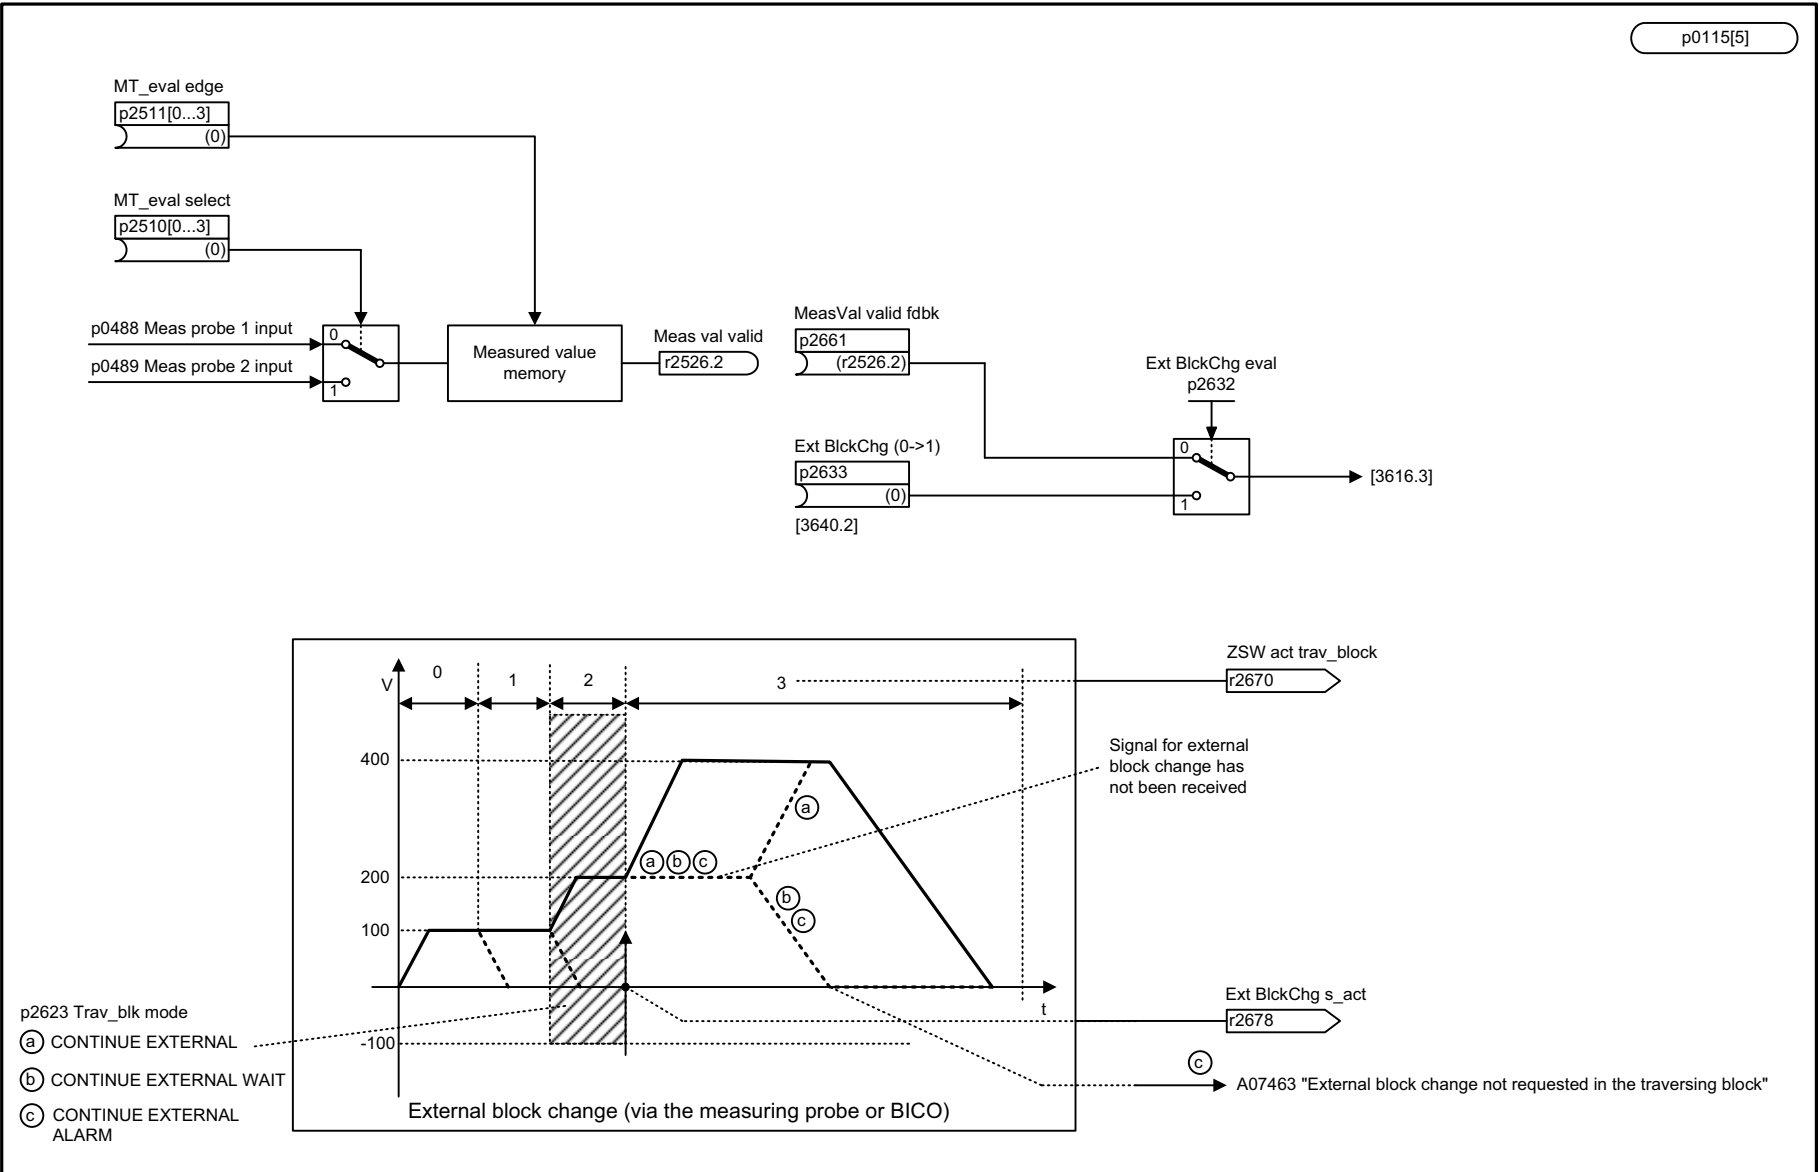 p0115[5]
MT_eval edge
p2511[0...3]
(0)
MT_eval select
p2510[0...3]
(0)
p0488 Meas probe 1 input
p0489 Meas probe 2 input
0
1
Measured value
memory
Meas val valid
r2526.2
MeasVal valid fdbk
p2661
(r2526.2)
Ext BlckChg (0->1)
p2633
(0)
[3640.2]
Ext BlckChg eval
p2632
0
1
[3616.3]
V
0
1
2
3
400
200
100
-100
a
a b c
b
c
t
External block change (via the measuring probe or BICO)
ZSW act trav_block
r2670
Signal for external
block change has
not been received
Ext BlckChg s_act
r2678
c
A07463 "External block change not requested in the traversing block"
p2623 Trav_blk mode
a CONTINUE EXTERNAL
b CONTINUE EXTERNAL WAIT
c CONTINUE EXTERNAL
ALARM